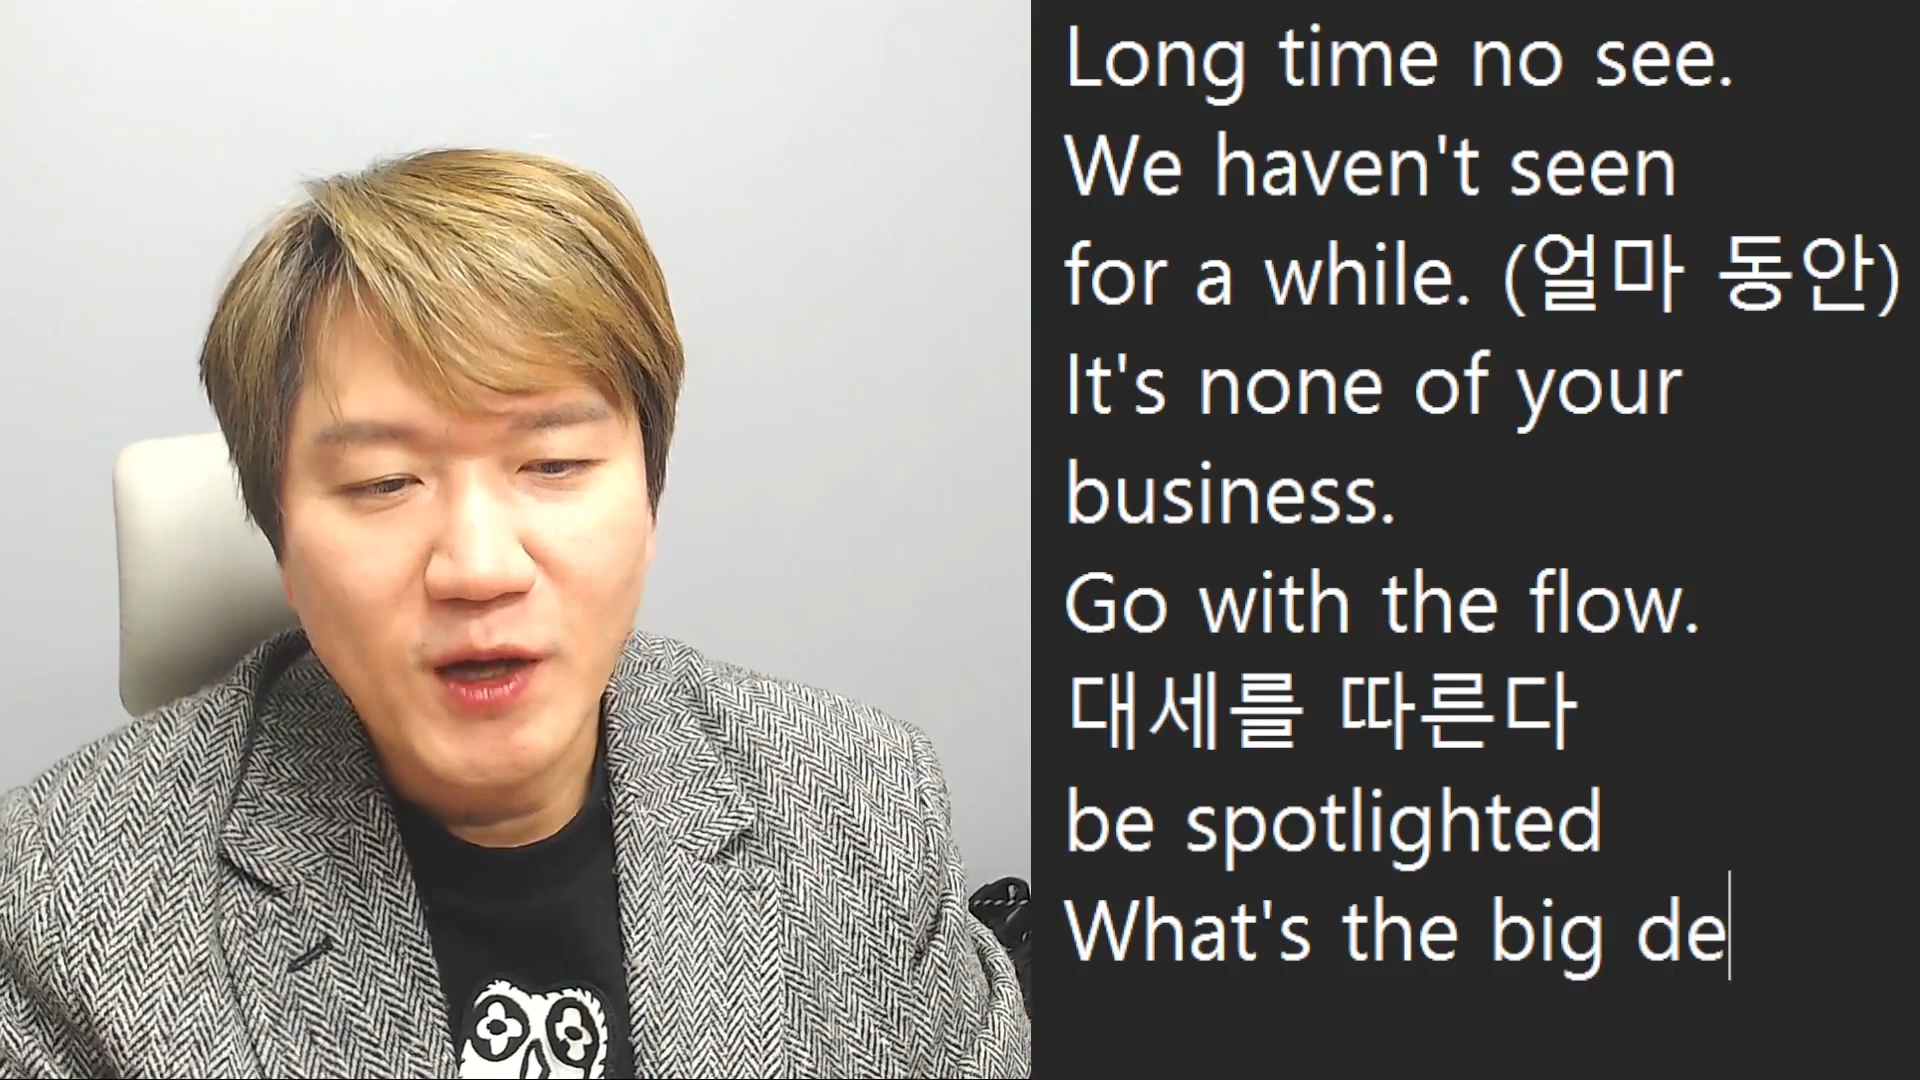 Long time no see.
We haven't seen
for a while. (얼마 동안)
It's none of your
business.
Go with the flow.
대세를 따른다
be spotlighted
What's the big de